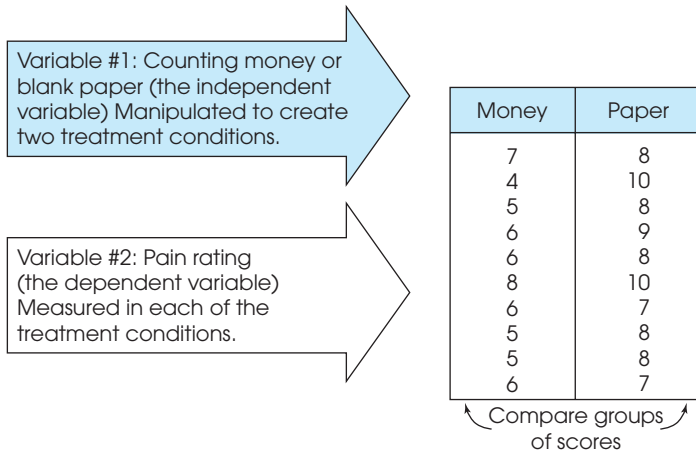 Variable #1: Counting money or
blank paper (the independent
variable) Manipulated to create
two treatment conditions.
Variable #2: Pain rating
(the dependent variable)
Measured in each of the
treatment conditions.
Money Paper
7 8
4 10
5 8
6 9
6 8
8 10
6 7
5 8
5 8
6 7
Compare groups
of scores